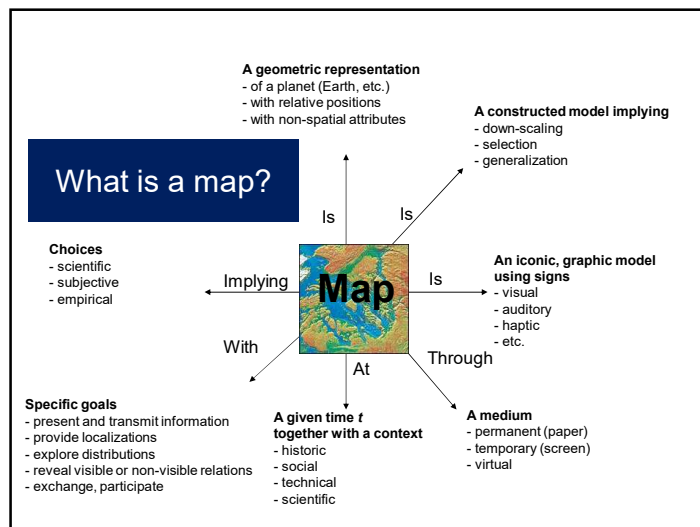 What is a map?
A geometric representation
- of a planet (Earth, etc.)
- with relative positions
- with non-spatial attributes
A constructed model implying
- down-scaling
- selection
- generalization
Is
Is
Choices
- scientific
- subjective
- empirical
Implying
Map
Is
An iconic, graphic model
using signs
- visual
- auditory
- haptic
- etc.
With
At
Through
Specific goals
- present and transmit information
- provide localizations
- explore distributions
- reveal visible or non-visible relations
- exchange, participate
A given time t
together with a context
- historic
- social
- technical
- scientific
A medium
- permanent (paper)
- temporary (screen)
- virtual